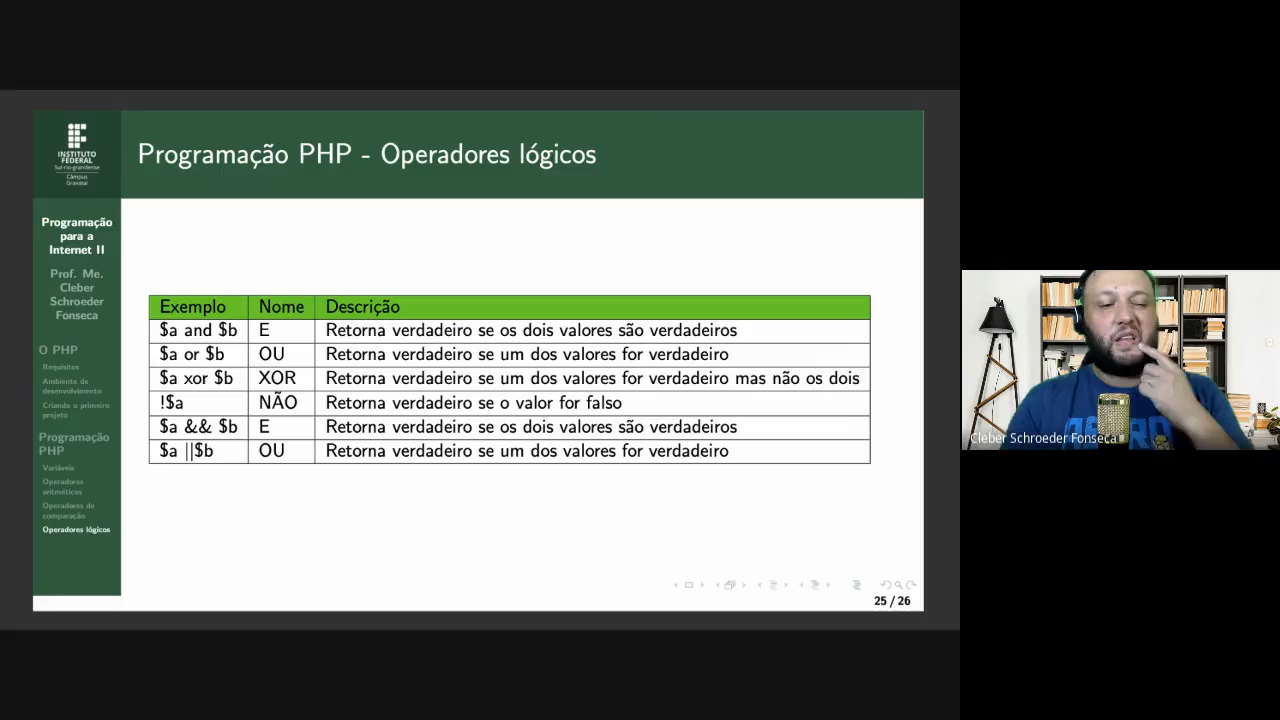 INSTITUTO
FEDERAL
Sul-rio-grandense
Câmpus
Gravataí
Programação PHP - Operadores lógicos
Programação
para a
Internet II
Prof. Me.
Cleber
Schroeder
Fonseca
O PHP
Requisitos
Ambiente de
desenvolvimento
Criando o primeiro
projeto
Programação
PHP
Variáveis
Operadores
aritméticos
Operadores de
comparação
Operadores lógicos
Exemplo Nome Descrição
$a and $b E Retorna verdadeiro se os dois valores são verdadeiros
$a or $b OU Retorna verdadeiro se um dos valores for verdadeiro
$a xor $b XOR Retorna verdadeiro se um dos valores for verdadeiro mas não os dois
!$a NÃO Retorna verdadeiro se o valor for falso
$a && $b E Retorna verdadeiro se os dois valores são verdadeiros
$a ||$b OU Retorna verdadeiro se um dos valores for verdadeiro
25 / 26
Cleber Schroeder Fonseca